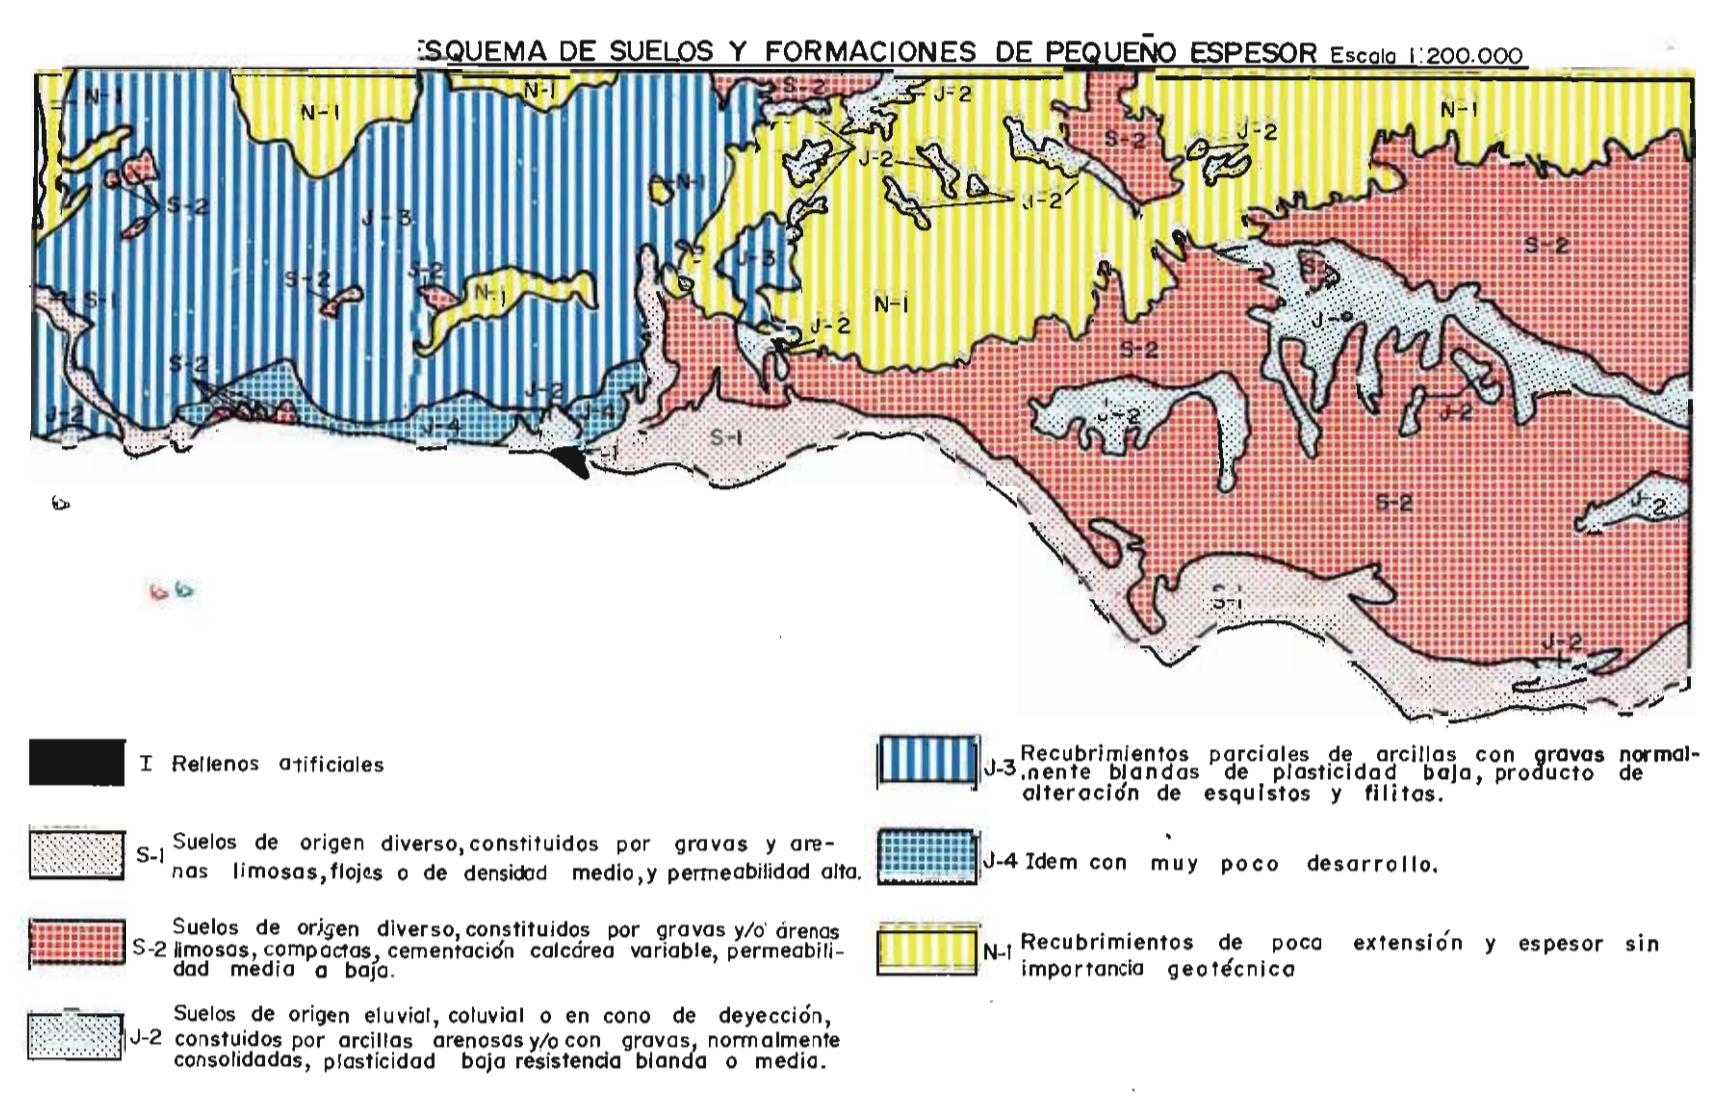 ESQUEMA DE SUELOS Y FORMACIONES DE PEQUEÑO ESPESOR Escala 1:200.000
N-1
N-1
N-1
S-2
J-2
N-1
J-2
S-2
J-2
N-1
J-2
S-2
J-3
S-2
J-3
S-2
S-2
N-1
S-1
N-1
J-2
S-2
S-2
J-2
J-2
J-4
J-2
J-2
J-4
S-1
S-2
J-2
S-1
J-2
I Rellenos atificiales
S-1 Suelos de origen diverso, constituidos por gravas y are-
nas limosas, flojas o de densidad medio, y permeabilidad alta.
S-2 Suelos de origen diverso, constituidos por gravas y/o árenas
limosas, compactas, cementación calcárea variable, permeabili-
dad media a baja.
J-2 Suelos de origen eluvial, coluvial o en cono de deyección,
constuidos por arcillas arenosas y/o con gravas, normalmente
consolidadas, plasticidad baja resistencia blanda o media.
J-3 Recubrimientos parciales de arcillas con gravas normal-
mente blandas de plasticidad baja, producto de
alteración de esquistos y filitas.
J-4 Idem con muy poco desarrollo.
N-1 Recubrimientos de poca extensión y espesor sin
importancia geotécnica